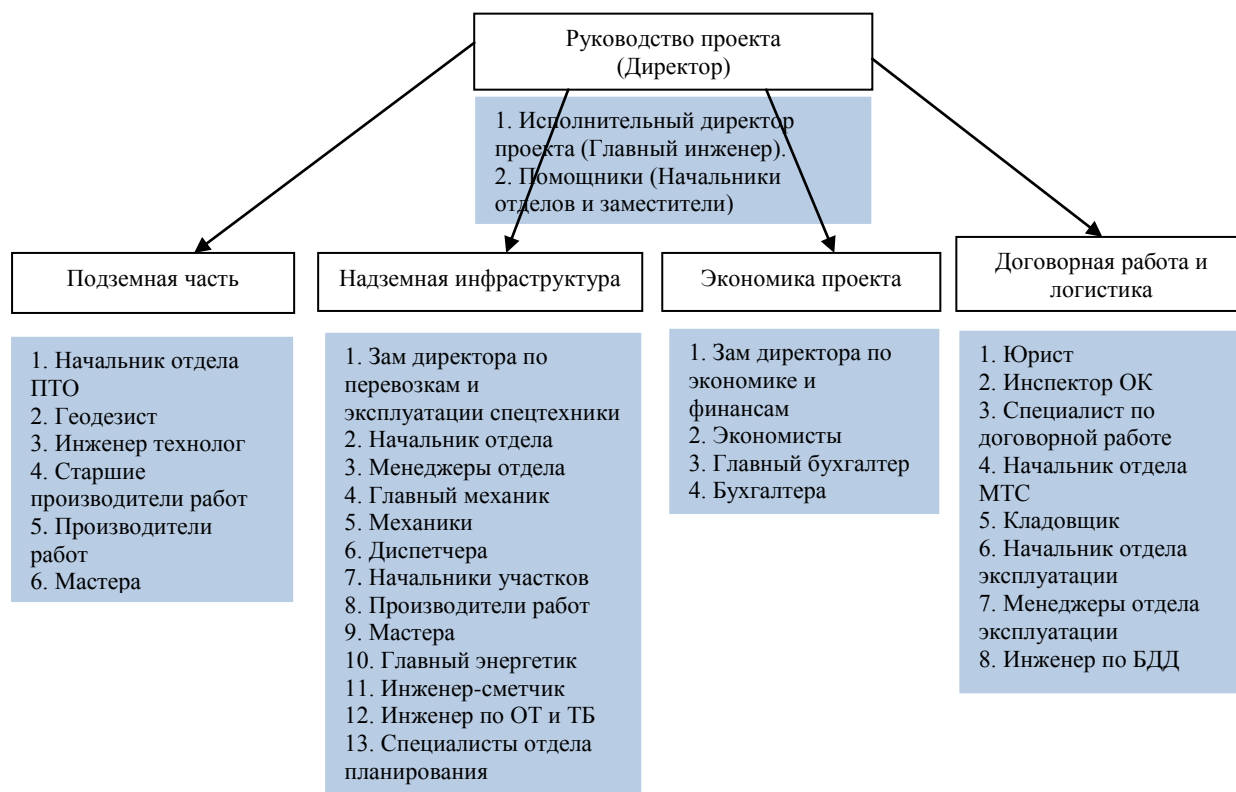 Руководство проекта
(Директор)
1. Исполнительный директор
проекта (Главный инженер).
2. Помощники (Начальники
отделов и заместители)
Подземная часть
1. Начальник отдела
ПТО
2. Геодезист
3. Инженер технолог
4. Старшие
производители работ
5. Производители
работ
6. Мастера
Надземная инфраструктура
1. Зам директора по
перевозкам и
эксплуатации спецтехники
2. Начальник отдела
3. Менеджеры отдела
4. Главный механик
5. Механики
6. Диспетчера
7. Начальники участков
8. Производители работ
9. Мастера
10. Главный энергетик
11. Инженер-сметчик
12. Инженер по ОТ и ТБ
13. Специалисты отдела
планирования
Экономика проекта
1. Зам директора по
экономике и
финансам
2. Экономисты
3. Главный бухгалтер
4. Бухгалтера
Договорная работа и
логистика
1. Юрист
2. Инспектор ОК
3. Специалист по
договорной работе
4. Начальник отдела
МТС
5. Кладовщик
6. Начальник отдела
эксплуатации
7. Менеджеры отдела
эксплуатации
8. Инженер по БДД